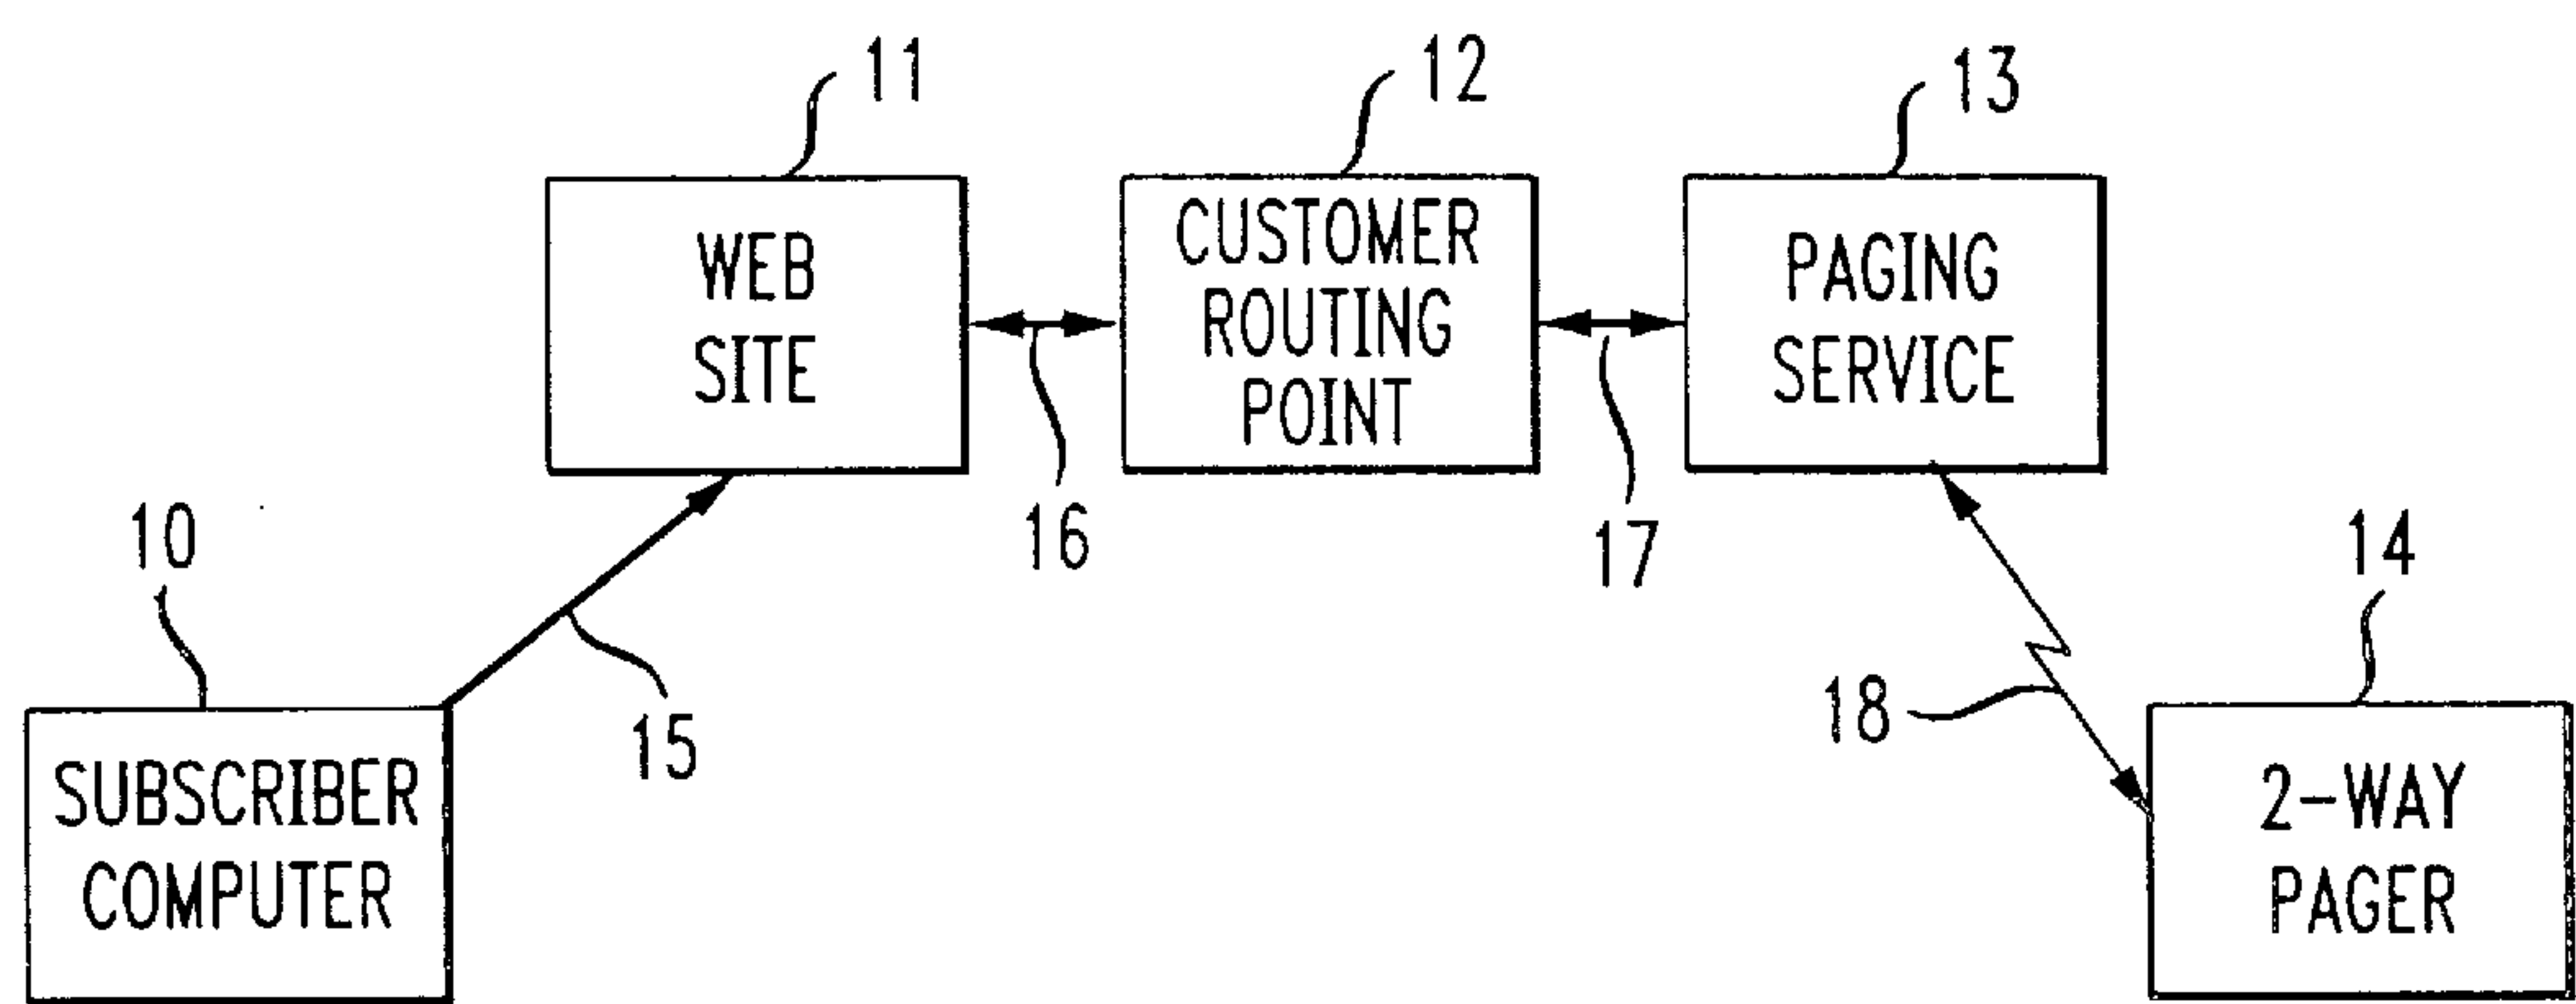 11
12
13
WEB
SITE
CUSTOMER
ROUTING
POINT
PAGING
SERVICE
10
16
17
14
15
18
SUBSCRIBER
COMPUTER
2-WAY
PAGER